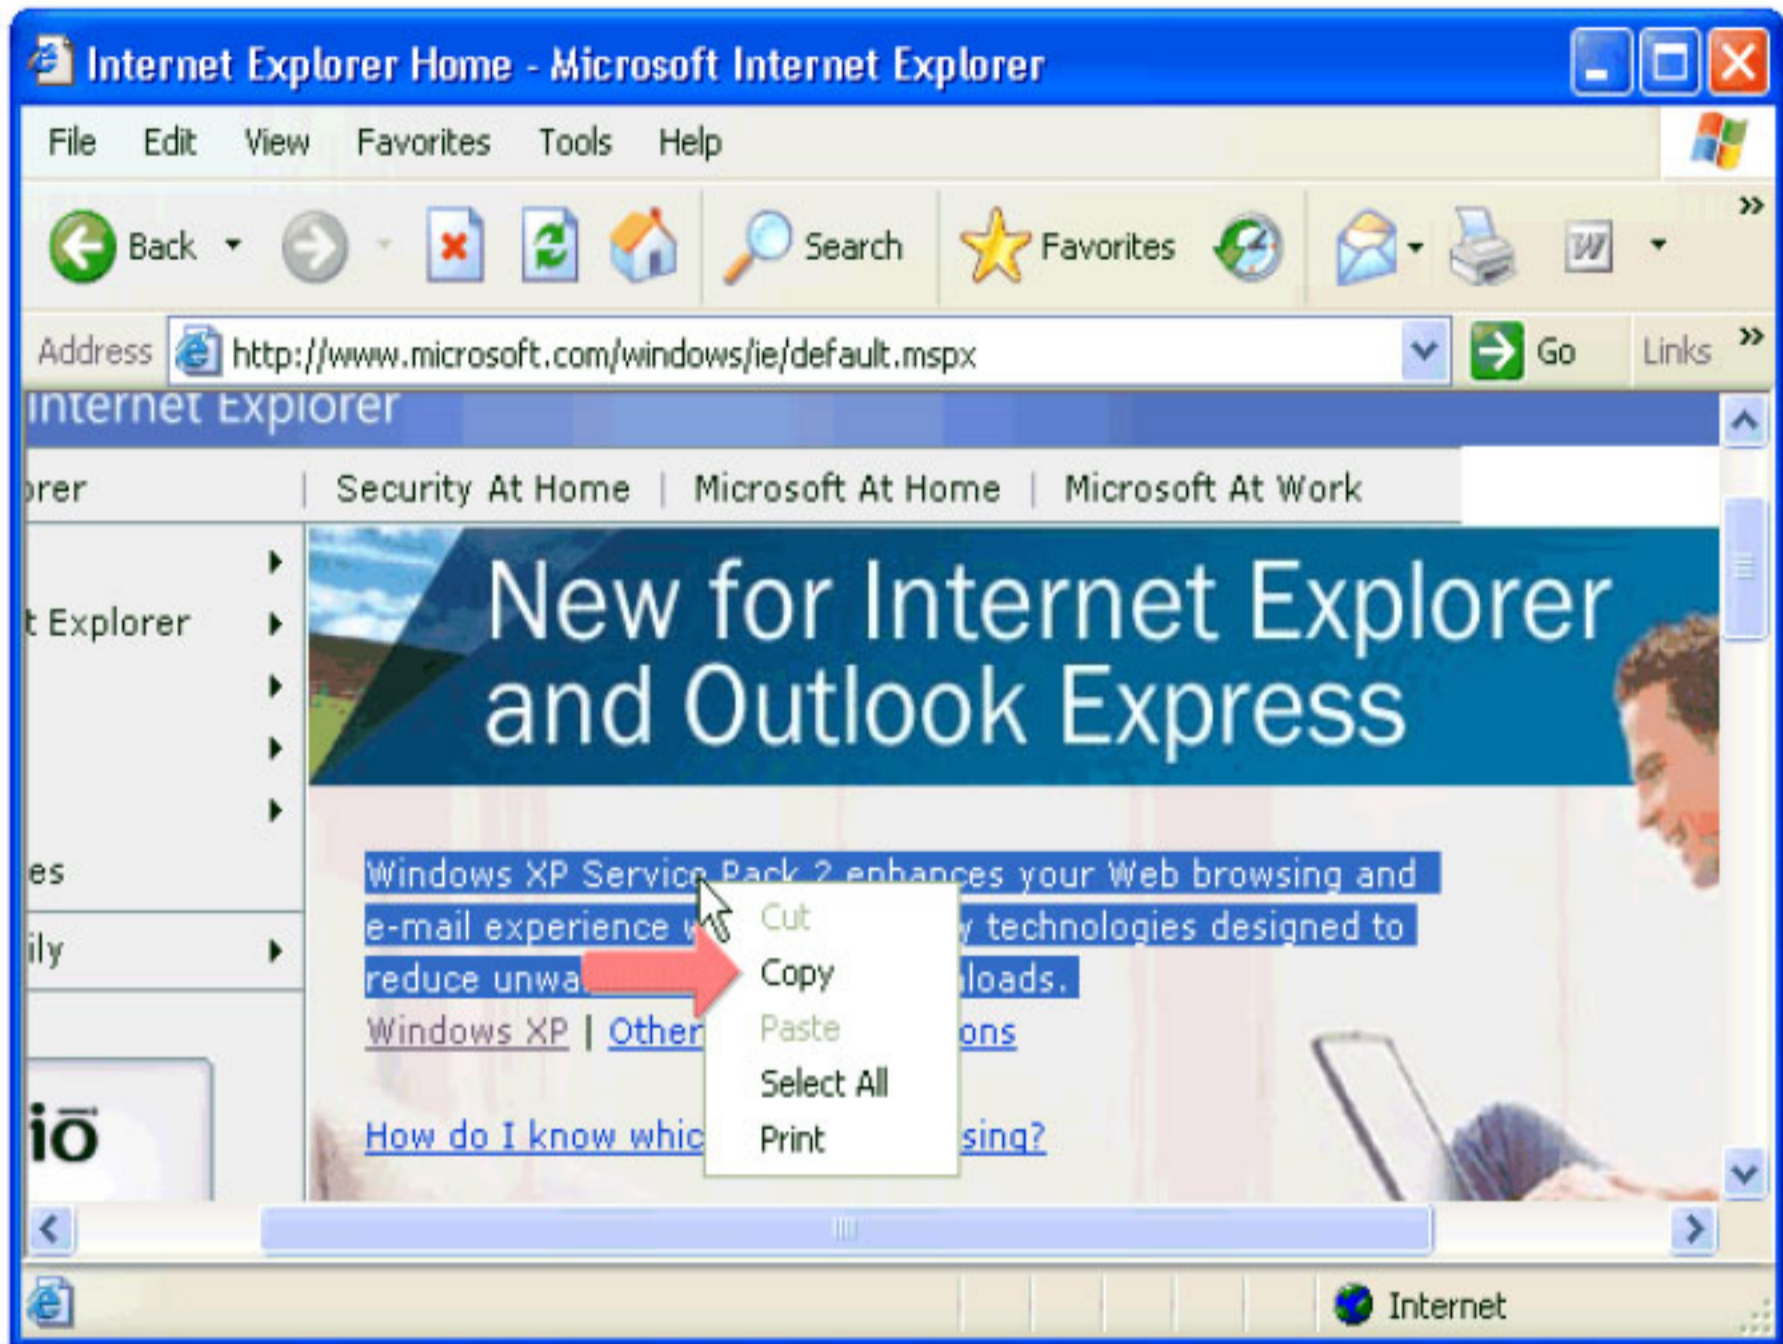 Internet Explorer Home - Microsoft Internet Explorer
File Edit View Favorites Tools Help
Back Search Favorites W »
Address http://www.microsoft.com/windows/ie/default.mspx Go Links »
Internet Explorer
orer | Security At Home | Microsoft At Home | Microsoft At Work
New for Internet Explorer
t Explorer
and Outlook Express
es
Windows XP Service Pack 2 enhances your Web browsing and
e-mail experience w y technologies designed to
ily
reduce unwa loads.
Windows XP | Other ons
How do I know whic sing?
Cut
Copy
Paste
Select All
Print
iō
Internet